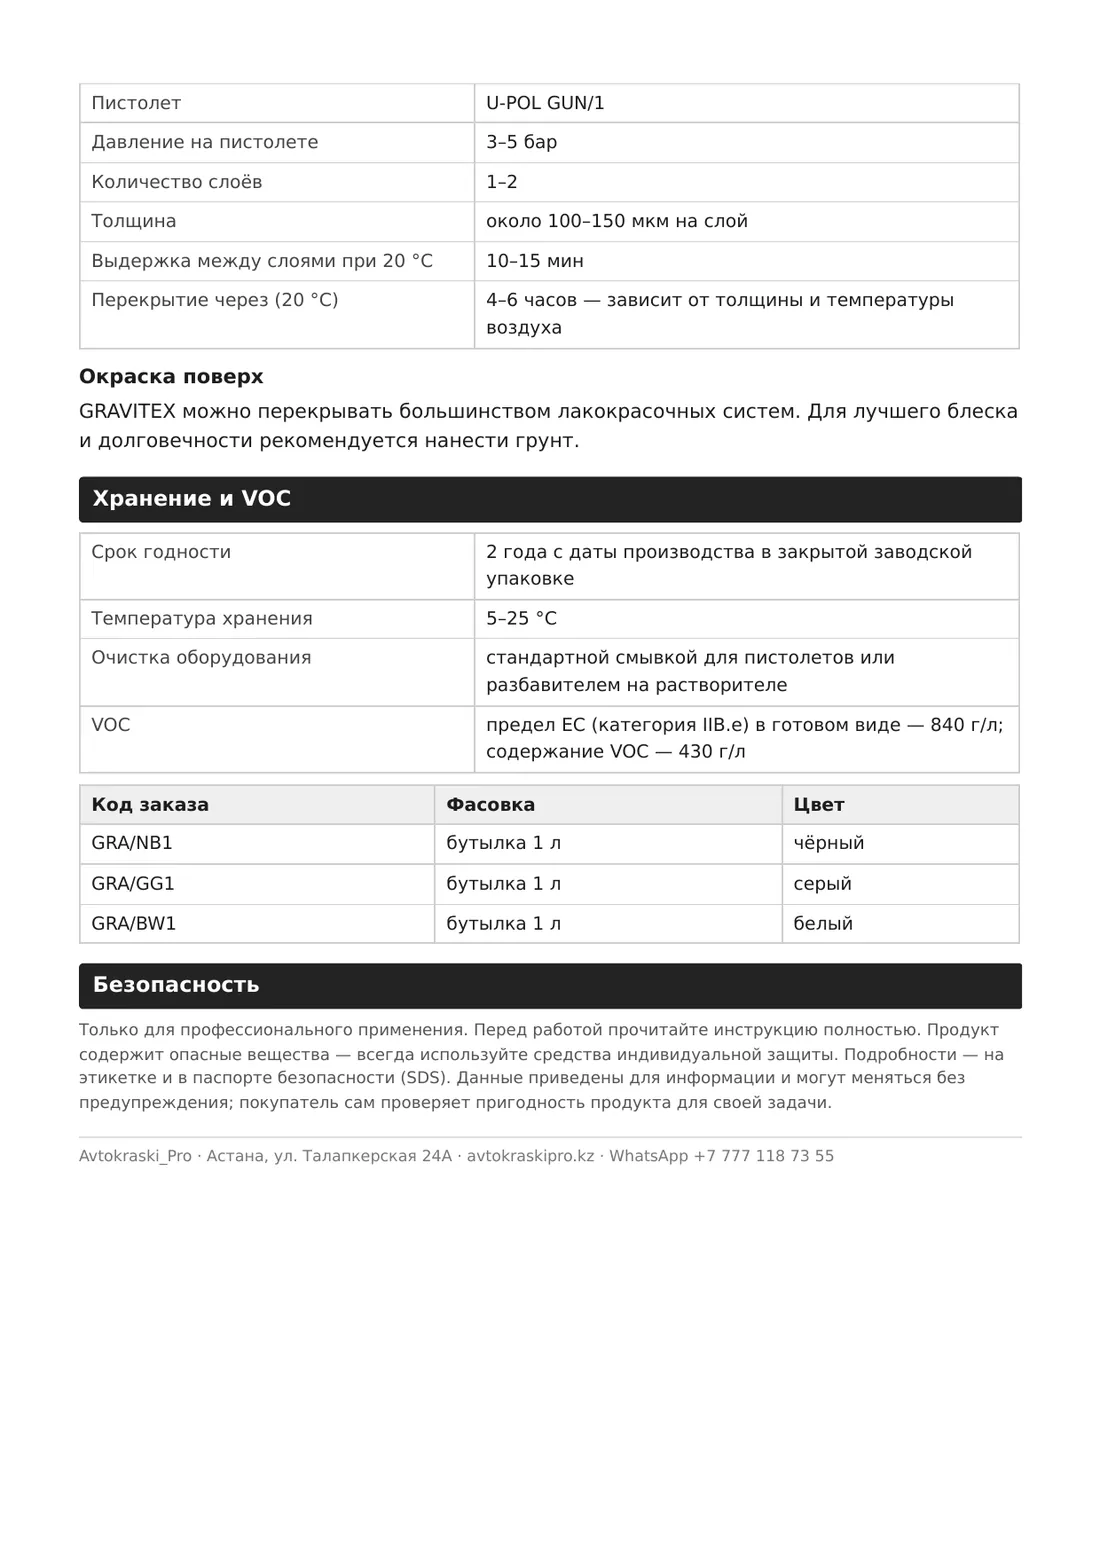 Пистолет U-POL GUN/1
Давление на пистолете 3–5 бар
Количество слоёв 1–2
Толщина около 100–150 мкм на слой
Выдержка между слоями при 20 °C 10–15 мин
Перекрытие через (20 °C) 4–6 часов — зависит от толщины и температуры
воздуха
Окраска поверх
GRAVITEX можно перекрывать большинством лакокрасочных систем. Для лучшего блеска
и долговечности рекомендуется нанести грунт.
Хранение и VOC
Срок годности 2 года с даты производства в закрытой заводской
упаковке
Температура хранения 5–25 °C
Очистка оборудования стандартной смывкой для пистолетов или
разбавителем на растворителе
VOC предел ЕС (категория IIB.e) в готовом виде — 840 г/л;
содержание VOC — 430 г/л
Код заказа Фасовка Цвет
GRA/NB1 бутылка 1 л чёрный
GRA/GG1 бутылка 1 л серый
GRA/BW1 бутылка 1 л белый
Безопасность
Только для профессионального применения. Перед работой прочитайте инструкцию полностью. Продукт
содержит опасные вещества — всегда используйте средства индивидуальной защиты. Подробности — на
этикетке и в паспорте безопасности (SDS). Данные приведены для информации и могут меняться без
предупреждения; покупатель сам проверяет пригодность продукта для своей задачи.
Avtokraski_Pro · Астана, ул. Талапкерская 24А · avtokraskipro.kz · WhatsApp +7 777 118 73 55